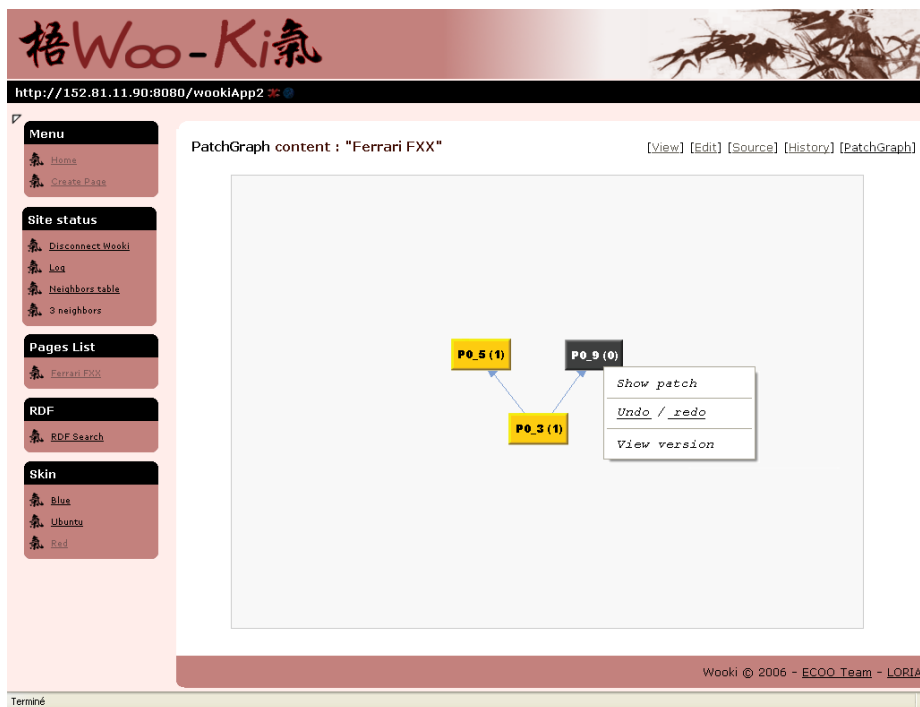 梧Woo-Ki氣
http://152.81.11.90:8080/wookiApp2
Menu
Home
Create Page
Site status
Disconnect Wooki
Log
Neighbors table
3 neighbors
Pages List
Ferrari FXX
RDF
RDF Search
Skin
Blue
Ubuntu
Red
PatchGraph content : "Ferrari FXX"
[View] [Edit] [Source] [History] [PatchGraph]
P0_5 (1)
P0_9 (0)
P0_3 (1)
Show patch
Undo / redo
View version
Wooki © 2006 - ECOO Team - LORIA
Terminé